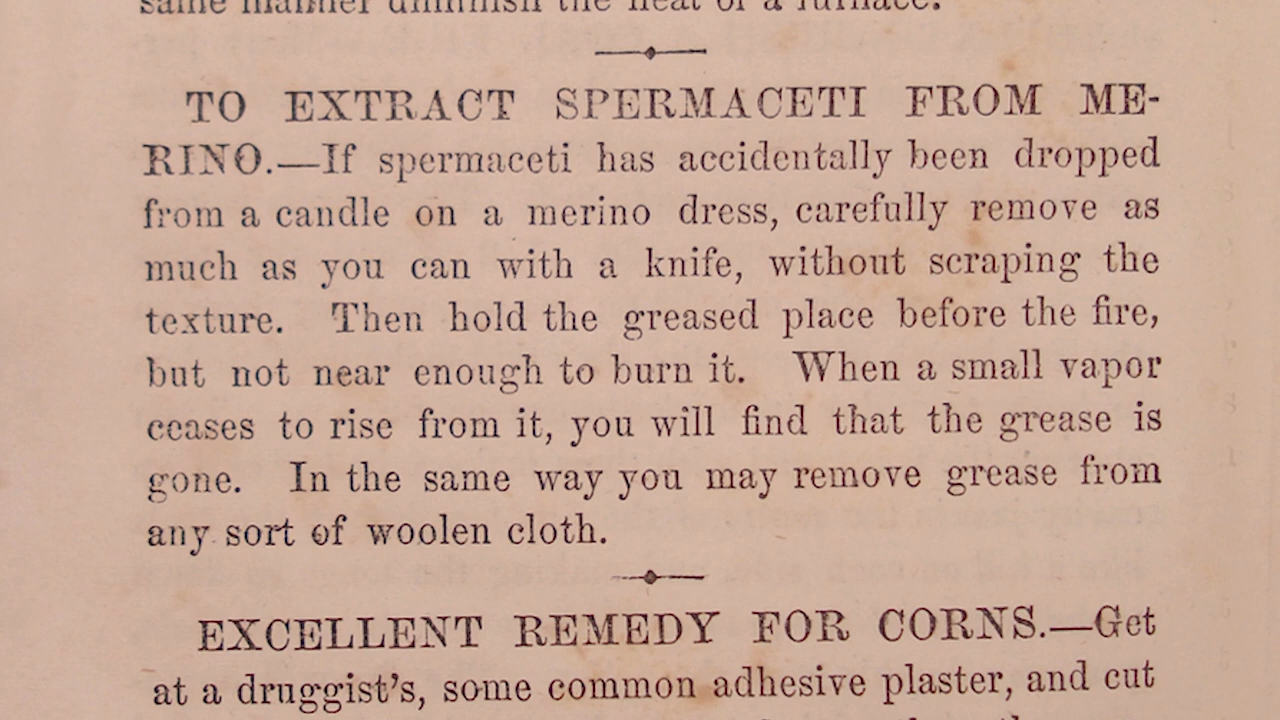 same manner diminish the heat of a furnace.
TO EXTRACT SPERMACETI FROM ME-
RINO.—If spermaceti has accidentally been dropped
from a candle on a merino dress, carefully remove as
much as you can with a knife, without scraping the
texture. Then hold the greased place before the fire,
but not near enough to burn it. When a small vapor
ceases to rise from it, you will find that the grease is
gone. In the same way you may remove grease from
any sort of woolen cloth.
EXCELLENT REMEDY FOR CORNS.—Get
at a druggist's, some common adhesive plaster, and cut